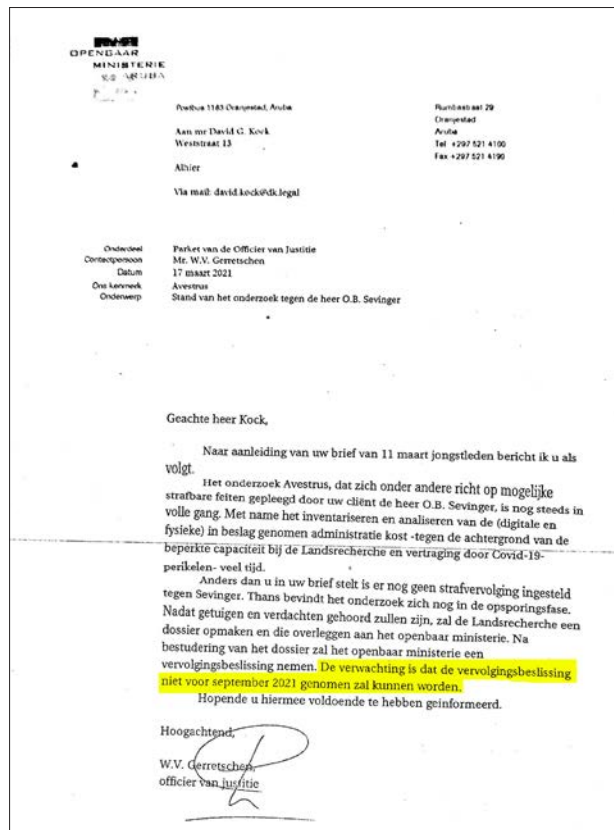 OPENBAAR
MINISTERIE
ARUBA
Postbus 1163 Oranjestad, Aruba
Rumbastraat 29
Oranjestad
Aruba
Tel +297 521 4100
Fax +297 521 4190
Aan mr David G. Kock
Weststraat 13
Alhier
Via mail: david.kock@dk.legal
Onderdeel Parket van de Officier van Justitie
Contactpersoon Mr. W.V. Gerretschen
Datum 17 maart 2021
Ons kenmerk Avestrus
Onderwerp Stand van het onderzoek tegen de heer O.B. Sevinger
Geachte heer Kock,
Naar aanleiding van uw brief van 11 maart jongstleden bericht ik u als
volgt.
Het onderzoek Avestrus, dat zich onder andere richt op mogelijke
strafbare feiten gepleegd door uw cliënt de heer O.B. Sevinger, is nog steeds in
volle gang. Met name het inventariseren en analiseren van de (digitale en
fysieke) in beslag genomen administratie kost -tegen de achtergrond van de
beperkte capaciteit bij de Landsrecherche en vertraging door Covid-19-
perikelen- veel tijd.
Anders dan u in uw brief stelt is er nog geen strafvervolging ingesteld
tegen Sevinger. Thans bevindt het onderzoek zich nog in de opsporingsfase.
Nadat getuigen en verdachten gehoord zullen zijn, zal de Landsrecherche een
dossier opmaken en die overleggen aan het openbaar ministerie. Na
bestudering van het dossier zal het openbaar ministerie een
vervolgingsbeslissing nemen. De verwachting is dat de vervolgingsbeslissing
niet voor september 2021 genomen zal kunnen worden.
Hopende u hiermee voldoende te hebben geinformeerd.
Hoogachtend,
W.V. Gerretschen,
officier van justitie